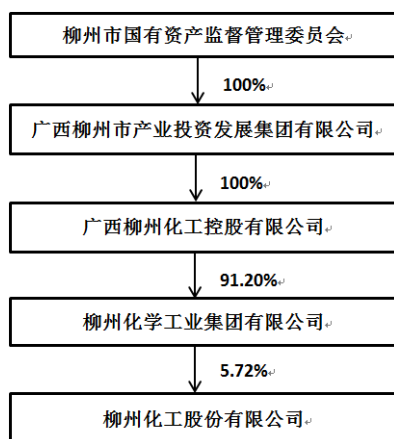 柳州市国有资产监督管理委员会
100%
广西柳州市产业投资发展集团有限公司
100%
广西柳州化工控股有限公司
91.20%
柳州化学工业集团有限公司
5.72%
柳州化工股份有限公司